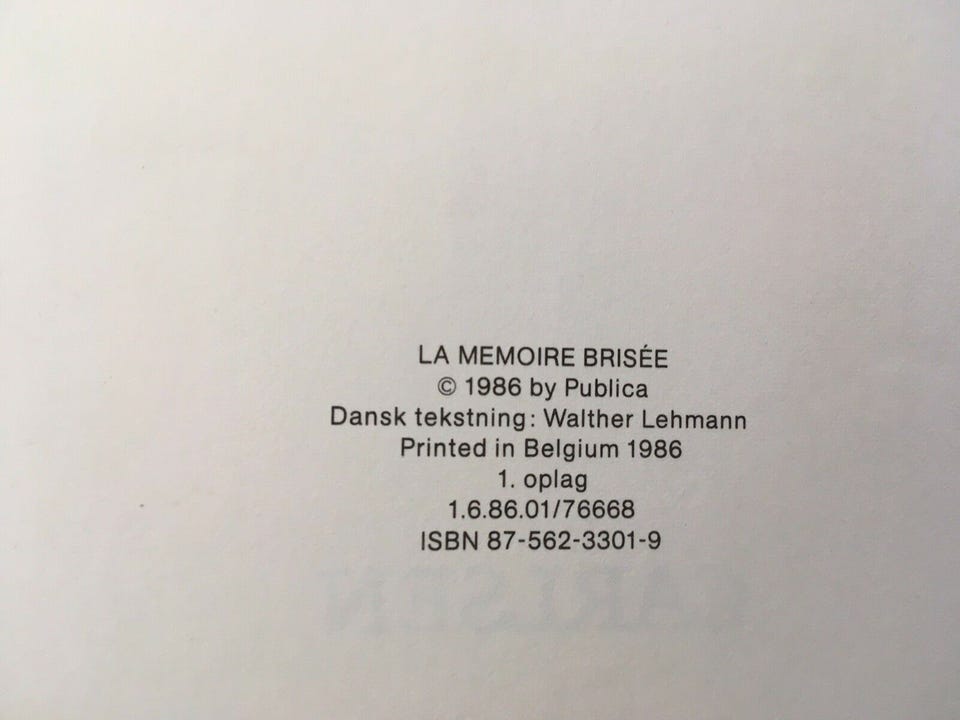 LA MEMOIRE BRISÉE
© 1986 by Publica
Dansk tekstning: Walther Lehmann
Printed in Belgium 1986
1. oplag
1.6.86.01/76668
ISBN 87-562-3301-9
CARLSEN